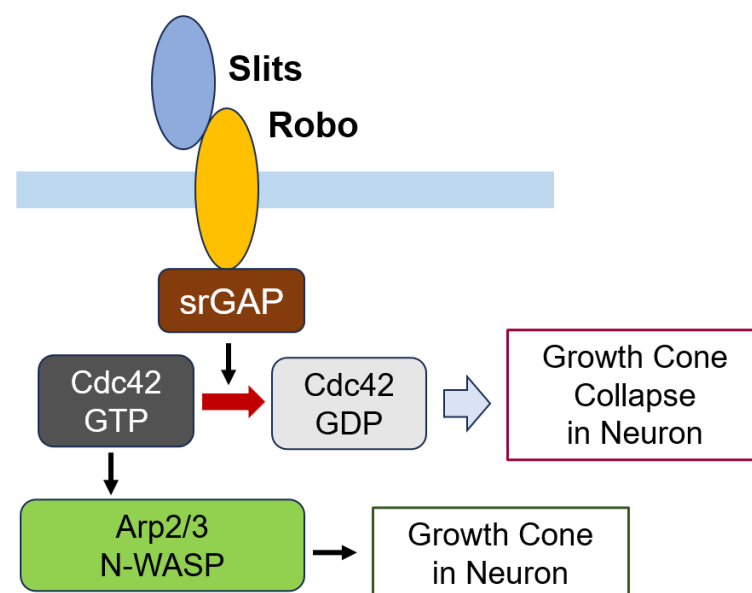 Slits
Robo
srGAP
Cdc42
GTP
Cdc42
GDP
Growth Cone
Collapse
in Neuron
Arp2/3
N-WASP
Growth Cone
in Neuron